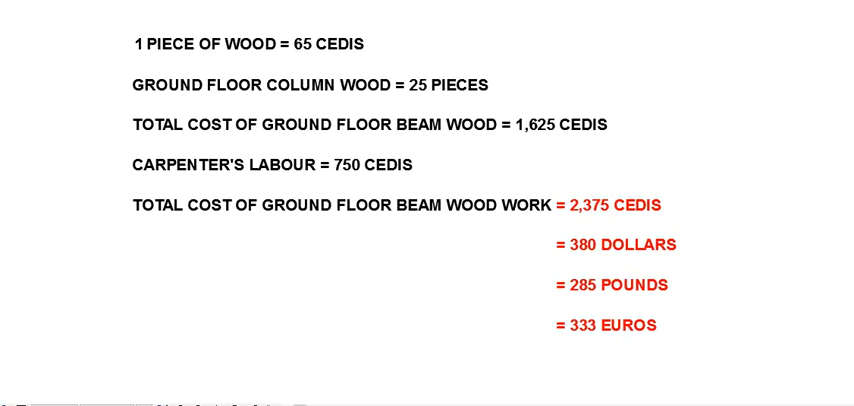 1 PIECE OF WOOD = 65 CEDIS
GROUND FLOOR COLUMN WOOD = 25 PIECES
TOTAL COST OF GROUND FLOOR BEAM WOOD = 1,625 CEDIS
CARPENTER'S LABOUR = 750 CEDIS
TOTAL COST OF GROUND FLOOR BEAM WOOD WORK = 2,375 CEDIS
= 380 DOLLARS
= 285 POUNDS
= 333 EUROS